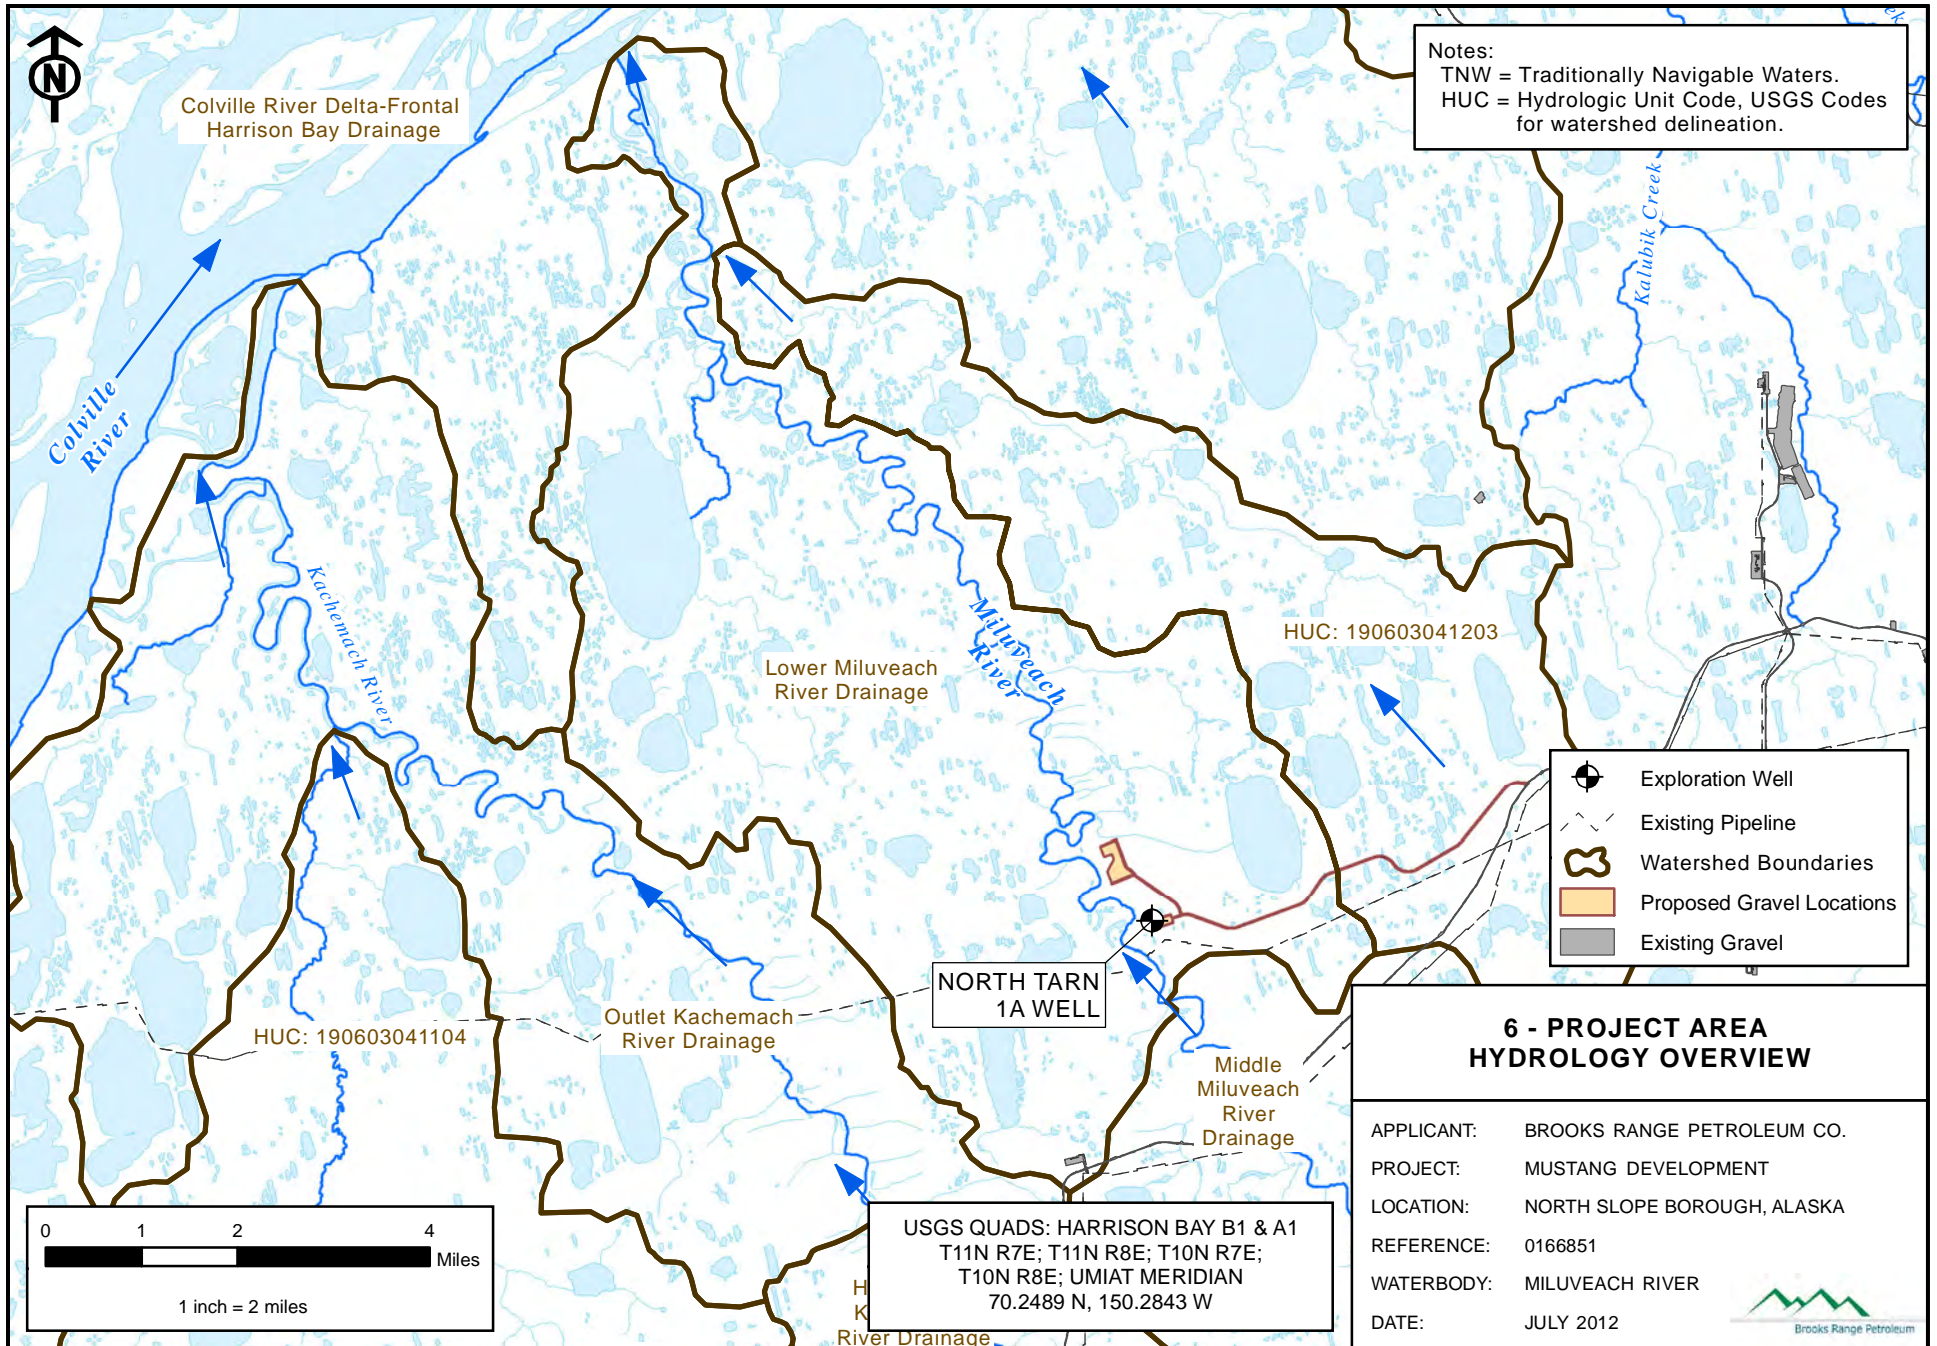 N
Colville River Delta-Frontal
Harrison Bay Drainage
Notes:
TNW = Traditionally Navigable Waters.
HUC = Hydrologic Unit Code, USGS Codes
for watershed delineation.
Kalubik Creek
Colville
River
Kachemach River
Miluveach
River
Lower Miluveach
River Drainage
HUC: 190603041203
Exploration Well
Existing Pipeline
Watershed Boundaries
Proposed Gravel Locations
Existing Gravel
NORTH TARN
1A WELL
HUC: 190603041104
Outlet Kachemach
River Drainage
Middle
Miluveach
River
Drainage
6 - PROJECT AREA
HYDROLOGY OVERVIEW
APPLICANT: BROOKS RANGE PETROLEUM CO.
PROJECT: MUSTANG DEVELOPMENT
LOCATION: NORTH SLOPE BOROUGH, ALASKA
REFERENCE: 0166851
WATERBODY: MILUVEACH RIVER
DATE: JULY 2012
Brooks Range Petroleum
0 1 2 4
Miles
1 inch = 2 miles
USGS QUADS: HARRISON BAY B1 & A1
T11N R7E; T11N R8E; T10N R7E;
T10N R8E; UMIAT MERIDIAN
70.2489 N, 150.2843 W
River Drainage